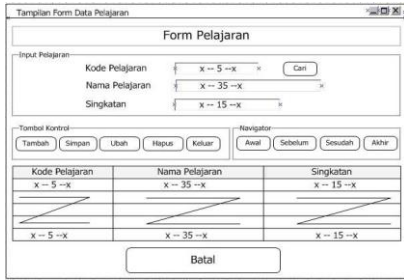 Tampilan Form Data Pelajaran
Form Pelajaran
Input Pelajaran
Kode Pelajaran x -- 5 --x Cari
Nama Pelajaran x -- 35 --x
Singkatan x -- 15 --x
Tombol Kontrol Navigator
Tambah Simpan Ubah Hapus Keluar Awal Sebelum Sesudah Akhir
Kode Pelajaran Nama Pelajaran Singkatan
x -- 5 --x x -- 35 --x x -- 15 --x
x -- 5 --x x -- 35 --x x -- 15 --x
Batal